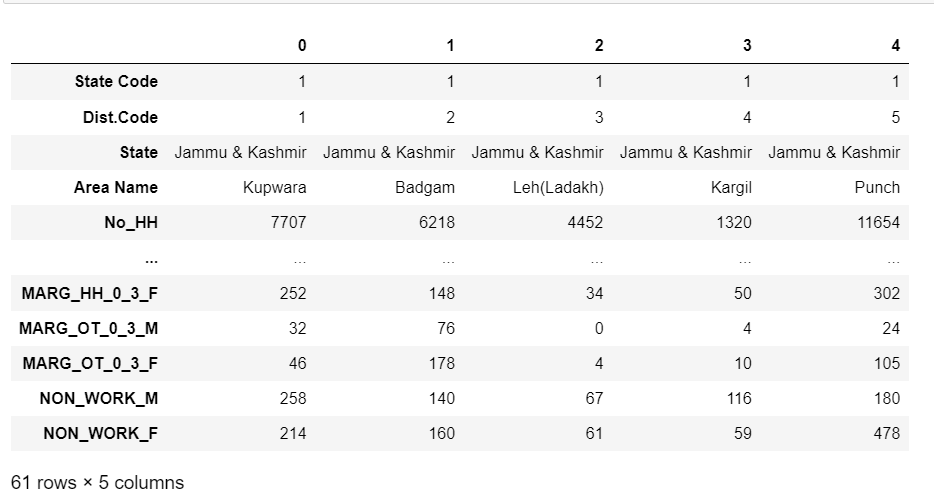 0 1 2 3 4
State Code 1 1 1 1 1
Dist.Code 1 2 3 4 5
State Jammu & Kashmir Jammu & Kashmir Jammu & Kashmir Jammu & Kashmir Jammu & Kashmir
Area Name Kupwara Badgam Leh(Ladakh) Kargil Punch
No_HH 7707 6218 4452 1320 11654
... ... ... ... ... ...
MARG_HH_0_3_F 252 148 34 50 302
MARG_OT_0_3_M 32 76 0 4 24
MARG_OT_0_3_F 46 178 4 10 105
NON_WORK_M 258 140 67 116 180
NON_WORK_F 214 160 61 59 478
61 rows × 5 columns